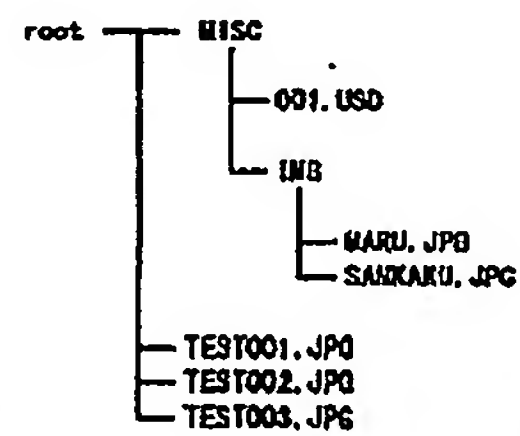 root MISC
001.USD
IMG
MARU.JPG
SANKAKU.JPG
TEST001.JPG
TEST002.JPG
TEST003.JPG